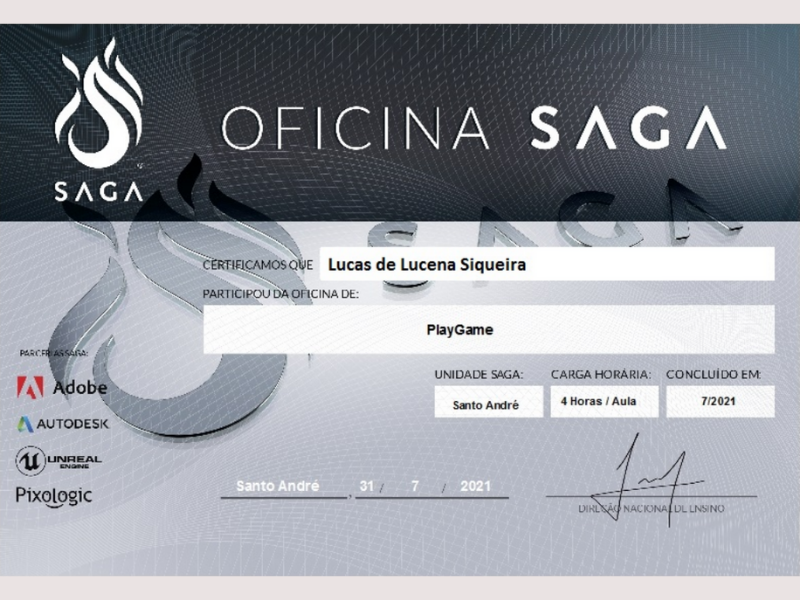 OFICINA SAGA
SAGA
SAGA
CERTIFICAMOS QUE Lucas de Lucena Siqueira
PARTICIPOU DA OFICINA DE:
PlayGame
PARCERIAS SAGA:
Adobe
AUTODESK
UNREAL
ENGINE
Pixologic
UNIDADE SAGA: CARGA HORÁRIA: CONCLUÍDO EM:
Santo André 4 Horas / Aula 7/2021
Santo André, 31 / 7 / 2021
DIREÇÃO NACIONAL DE ENSINO